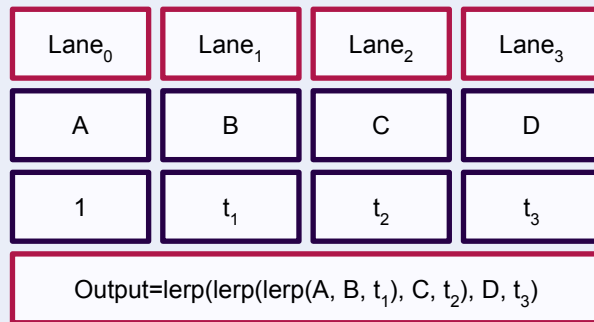 Lane₀ Lane₁ Lane₂ Lane₃
A B C D
1 t₁ t₂ t₃
Output=lerp(lerp(lerp(A, B, t₁), C, t₂), D, t₃)